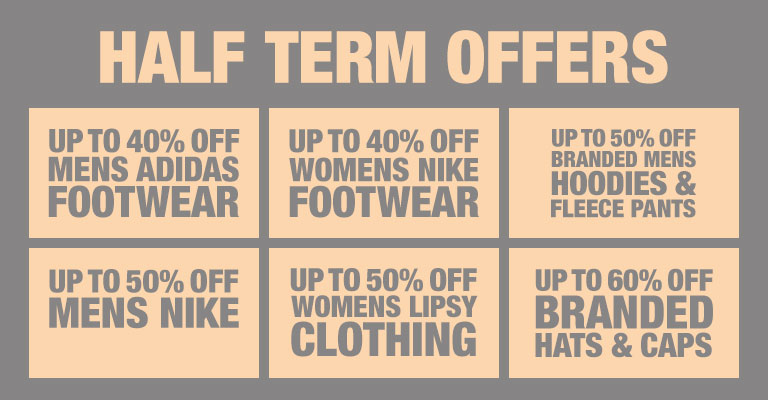 HALF TERM OFFERS
UP TO 40% OFF
MENS ADIDAS
FOOTWEAR
UP TO 40% OFF
WOMENS NIKE
FOOTWEAR
UP TO 50% OFF
BRANDED MENS
HOODIES &
FLEECE PANTS
UP TO 50% OFF
MENS NIKE
UP TO 50% OFF
WOMENS LIPSY
CLOTHING
UP TO 60% OFF
BRANDED
HATS & CAPS